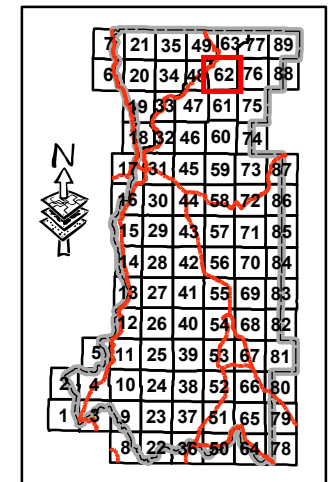 7 21 35 49 63 77 89
6 20 34 48 62 76 88
19 33 47 61 75
18 32 46 60 74
N
17 31 45 59 73 87
16 30 44 58 72 86
15 29 43 57 71 85
14 28 42 56 70 84
13 27 41 55 69 83
12 26 40 54 68 82
5 11 25 39 53 67 81
2 4 10 24 38 52 66 80
1 3 9 23 37 51 65 79
8 22 36 50 64 78